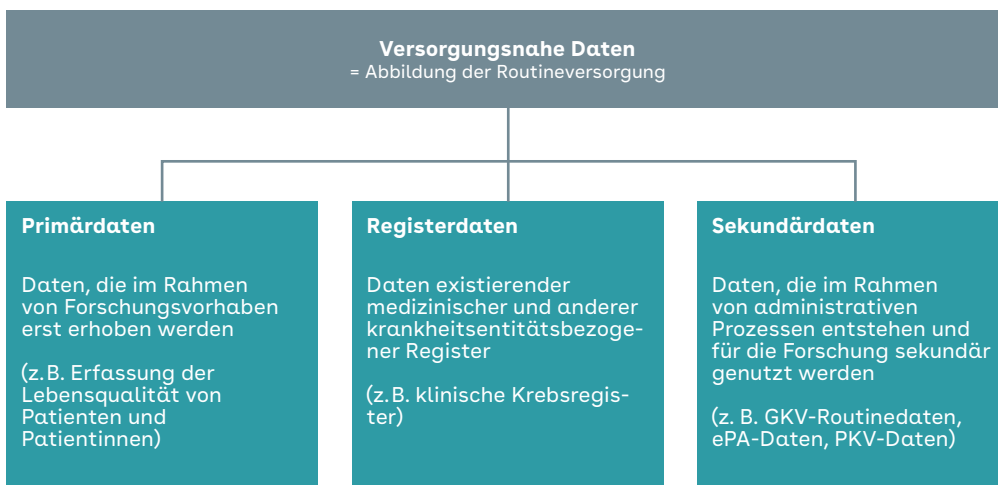 Versorgungsnahe Daten
= Abbildung der Routineversorgung
Primärdaten
Daten, die im Rahmen
von Forschungsvorhaben
erst erhoben werden
(z. B. Erfassung der
Lebensqualität von
Patienten und
Patientinnen)
Registerdaten
Daten existierender
medizinischer und anderer
krankheitsentitätsbezoge-
ner Register
(z. B. klinische Krebsregis-
ter)
Sekundärdaten
Daten, die im Rahmen
von administrativen
Prozessen entstehen und
für die Forschung sekundär
genutzt werden
(z. B. GKV-Routinedaten,
ePA-Daten, PKV-Daten)